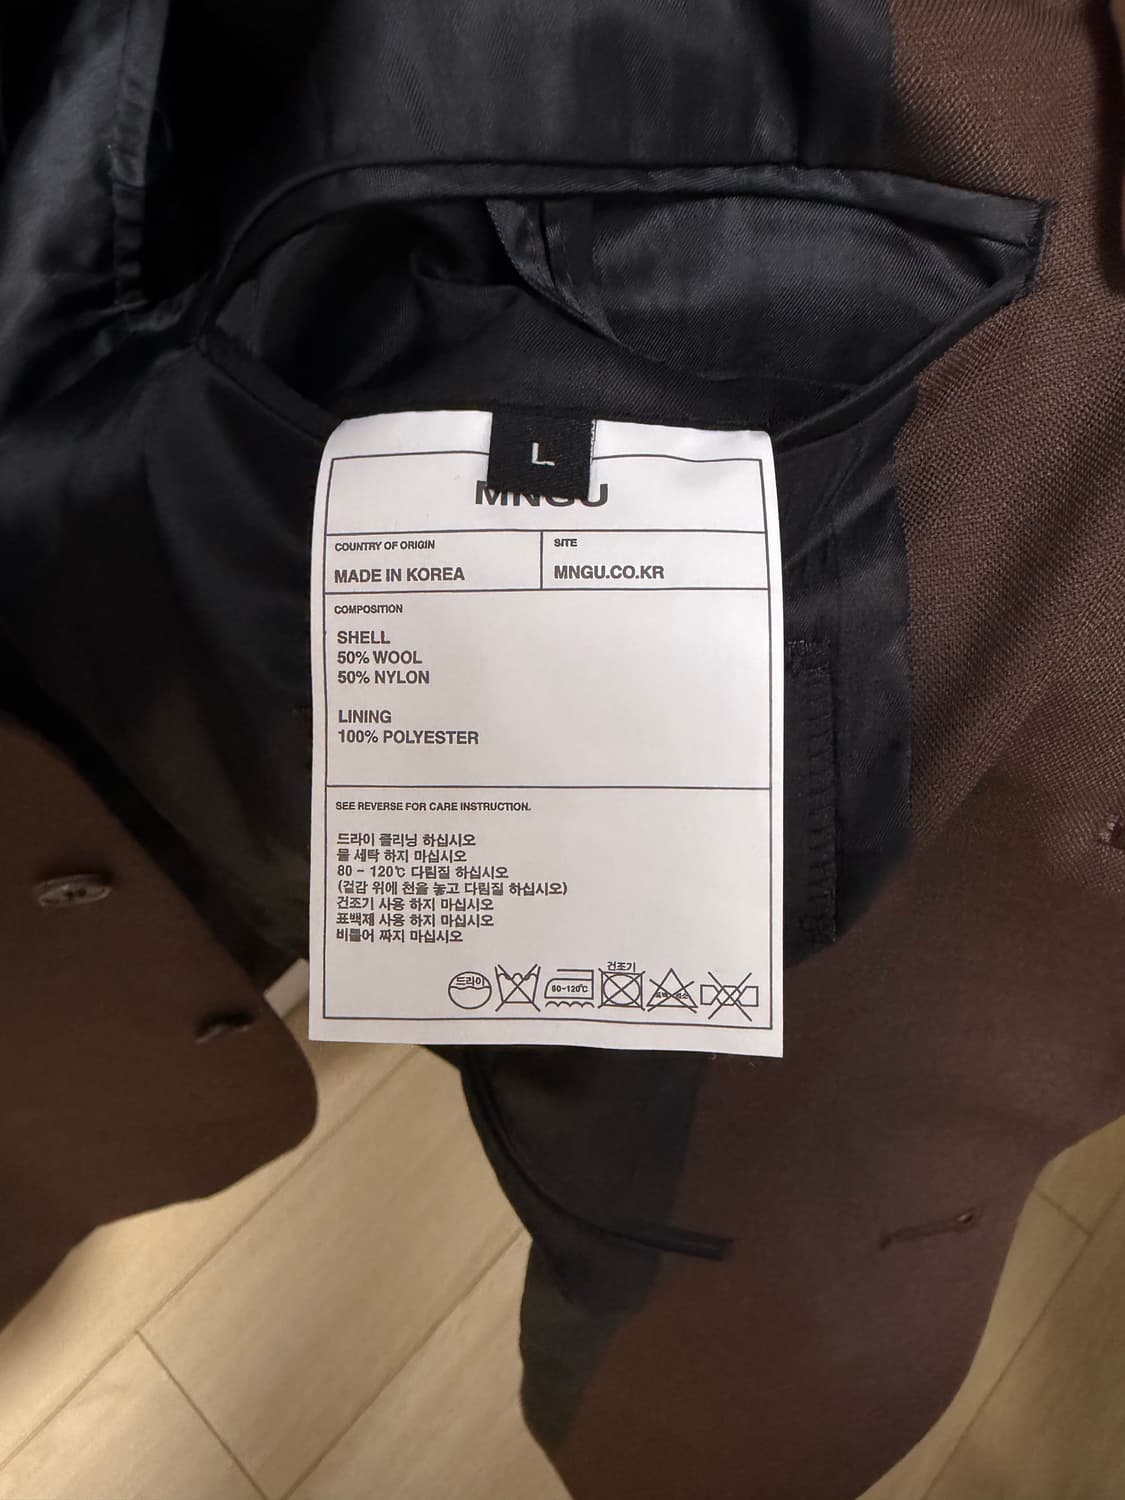 L
MNGU
COUNTRY OF ORIGIN
MADE IN KOREA
SITE
MNGU.CO.KR
COMPOSITION
SHELL
50% WOOL
50% NYLON
LINING
100% POLYESTER
SEE REVERSE FOR CARE INSTRUCTION.
드라이 클리닝 하십시오
물 세탁 하지 마십시오
80 - 120℃ 다림질 하십시오
(겉감 위에 천을 놓고 다림질 하십시오)
건조기 사용 하지 마십시오
표백제 사용 하지 마십시오
비틀어 짜지 마십시오
드라이
80-120℃
건조기